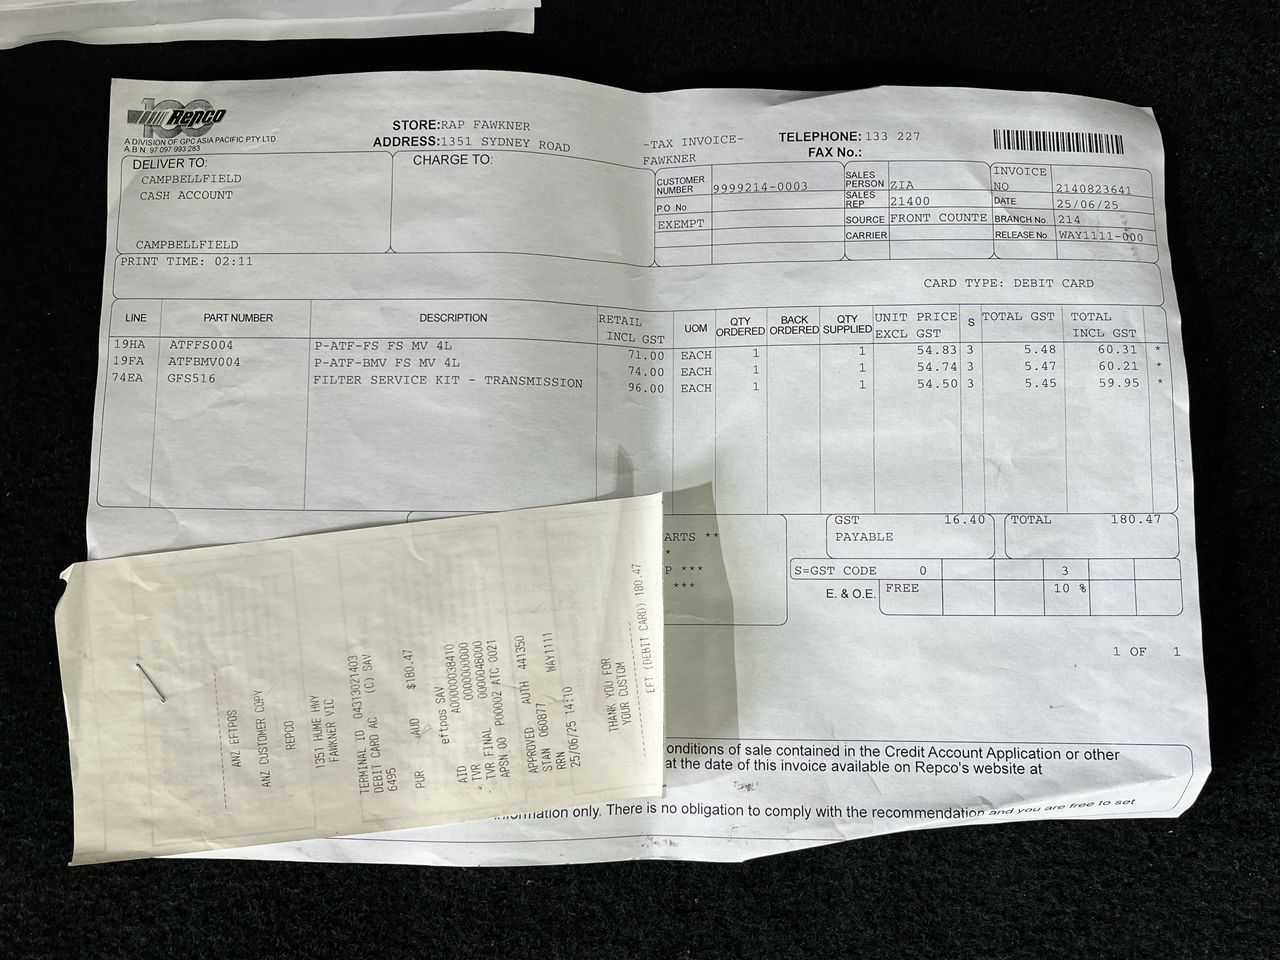 100
Repco
A DIVISION OF GPC ASIA PACIFIC PTY LTD
A.B.N. 97 097 993 283
STORE:RAP FAWKNER
ADDRESS:1351 SYDNEY ROAD
-TAX INVOICE-
FAWKNER
TELEPHONE: 133 227
FAX No.:
DELIVER TO:
CAMPBELLFIELD
CASH ACCOUNT
CAMPBELLFIELD
CHARGE TO:
CUSTOMER NUMBER 9999214-0003
P.O No.
EXEMPT
SALES PERSON ZIA
SALES REP 21400
SOURCE FRONT COUNTE
CARRIER
INVOICE NO 2140823641
DATE 25/06/25
BRANCH No. 214
RELEASE No. WAY1111-000
PRINT TIME: 02:11
CARD TYPE: DEBIT CARD
LINE PART NUMBER DESCRIPTION RETAIL INCL GST UOM QTY ORDERED BACK ORDERED QTY SUPPLIED UNIT PRICE EXCL GST S TOTAL GST TOTAL INCL GST
19HA ATFFS004 P-ATF-FS FS MV 4L 71.00 EACH 1 1 54.83 3 5.48 60.31 *
19FA ATFBMV004 P-ATF-BMV FS MV 4L 74.00 EACH 1 1 54.74 3 5.47 60.21 *
74EA GFS516 FILTER SERVICE KIT - TRANSMISSION 96.00 EACH 1 1 54.50 3 5.45 59.95 *
ARTS **
*
P ***
***
GST PAYABLE 16.40
TOTAL 180.47
S=GST CODE 0 3
E. & O.E. FREE 10 %
1 OF 1
onditions of sale contained in the Credit Account Application or other
at the date of this invoice available on Repco's website at
information only. There is no obligation to comply with the recommendation and you are free to set
ANZ EFTPOS
ANZ CUSTOMER COPY
REPCO
1351 HUME HWY
FAWKNER VIC
TERMINAL ID 04313021403
DEBIT CARD AC (C) SAV
6495
PUR AUD $180.47
eftpos SAV
AID A00000038410
TVR 0000000000
TVR FINAL 0000048000
APSN 00 P00002 ATC 0021
APPROVED AUTH 441350
STAN 060877 WAY1111
RRN
25/06/25 14:10
THANK YOU FOR
YOUR CUSTOM
EFT (DEBIT CARD) 180.47